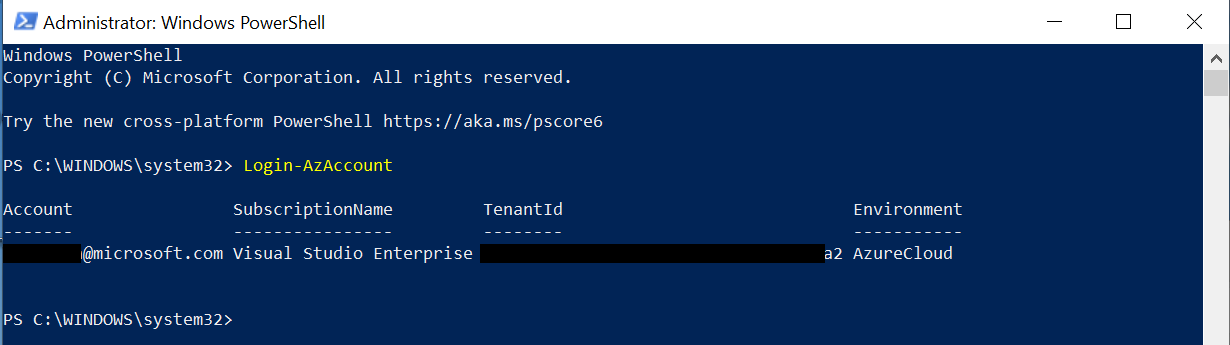 Administrator: Windows PowerShell
Windows PowerShell
Copyright (C) Microsoft Corporation. All rights reserved.
Try the new cross-platform PowerShell https://aka.ms/pscore6
PS C:\WINDOWS\system32> Login-AzAccount
Account SubscriptionName TenantId Environment
------- ---------------- -------- -----------
@microsoft.com Visual Studio Enterprise a2 AzureCloud
PS C:\WINDOWS\system32>